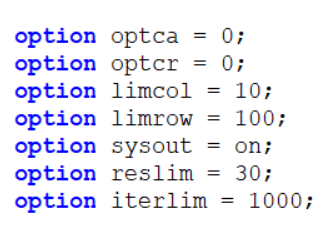 option optca = 0;
option optcr = 0;
option limcol = 10;
option limrow = 100;
option sysout = on;
option reslim = 30;
option iterlim = 1000;